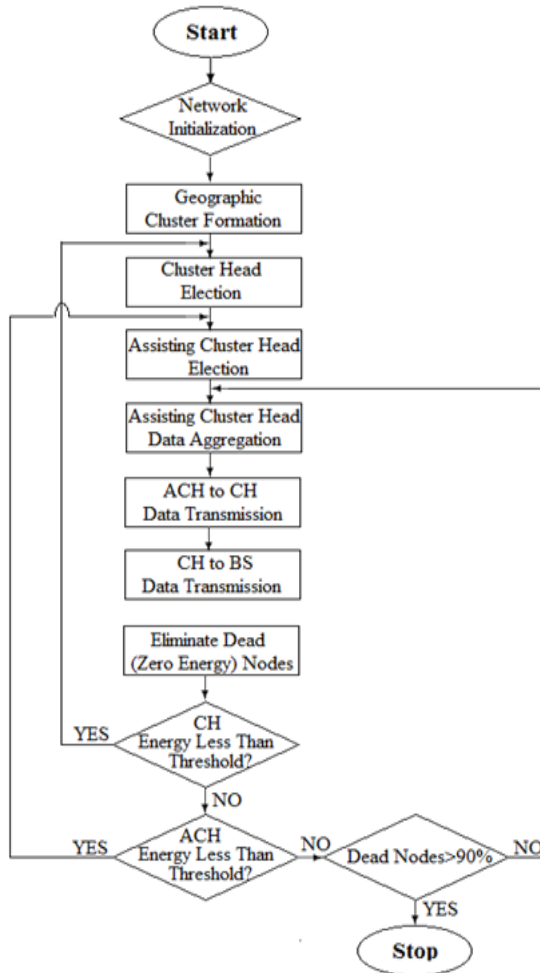 Start
Network
Initialization
Geographic
Cluster Formation
Cluster Head
Election
Assisting Cluster Head
Election
Assisting Cluster Head
Data Aggregation
ACH to CH
Data Transmission
CH to BS
Data Transmission
Eliminate Dead
(Zero Energy) Nodes
YES
CH
Energy Less Than
Threshold?
NO
YES
ACH
Energy Less Than
Threshold?
NO
Dead Nodes>90%
NO
YES
Stop